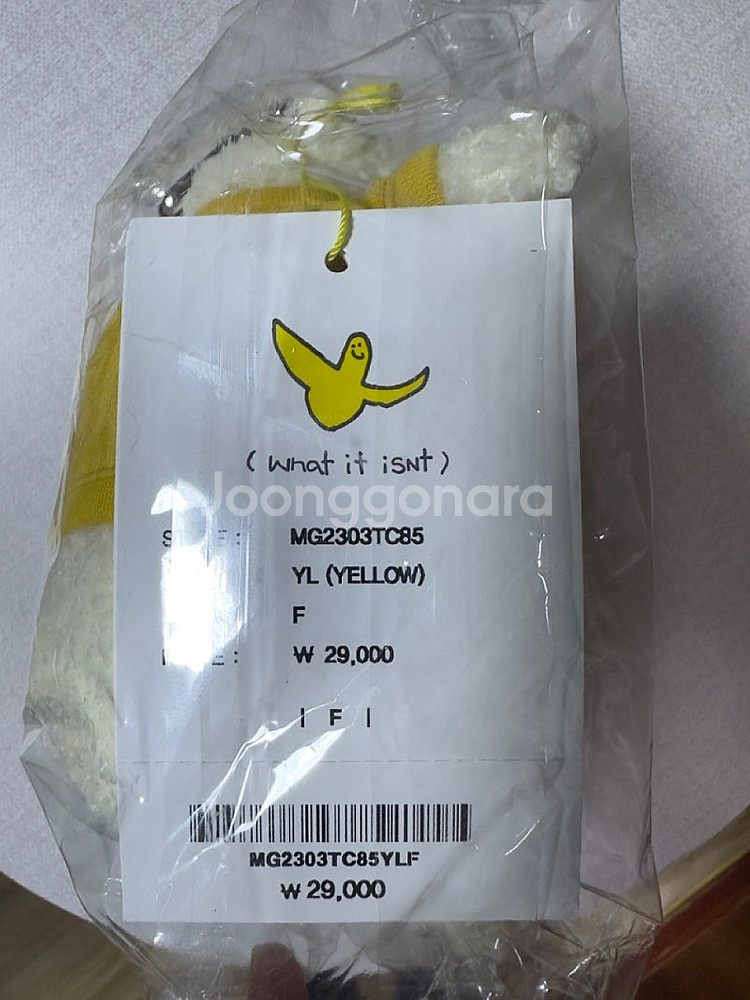 ( what it isNt )
Joonggonara
MG2303TC85
YL (YELLOW)
F
₩ 29,000
| F |
MG2303TC85YLF
₩ 29,000